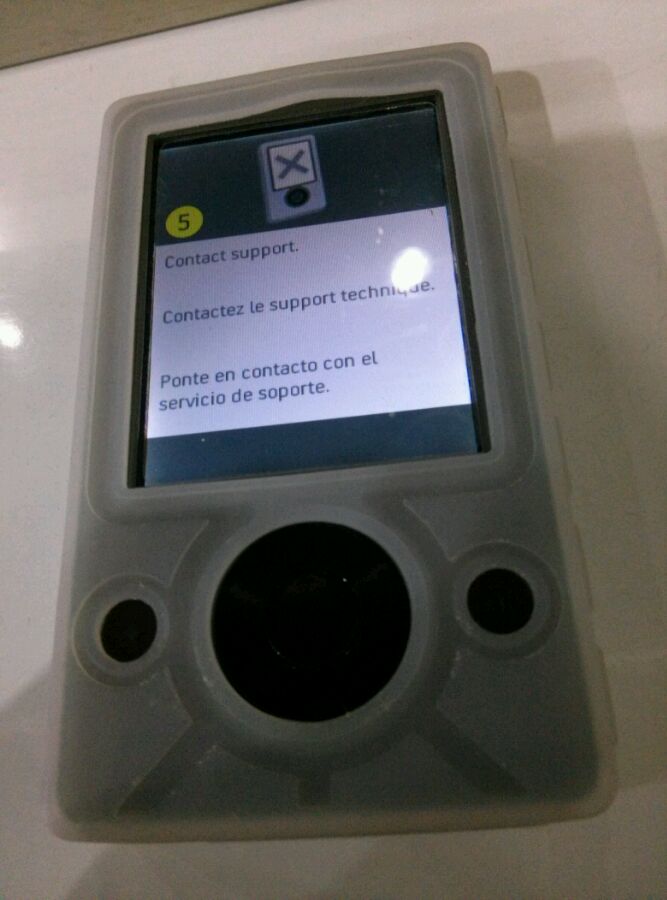 5
Contact support.
Contactez le support technique.
Ponte en contacto con el
servicio de soporte.